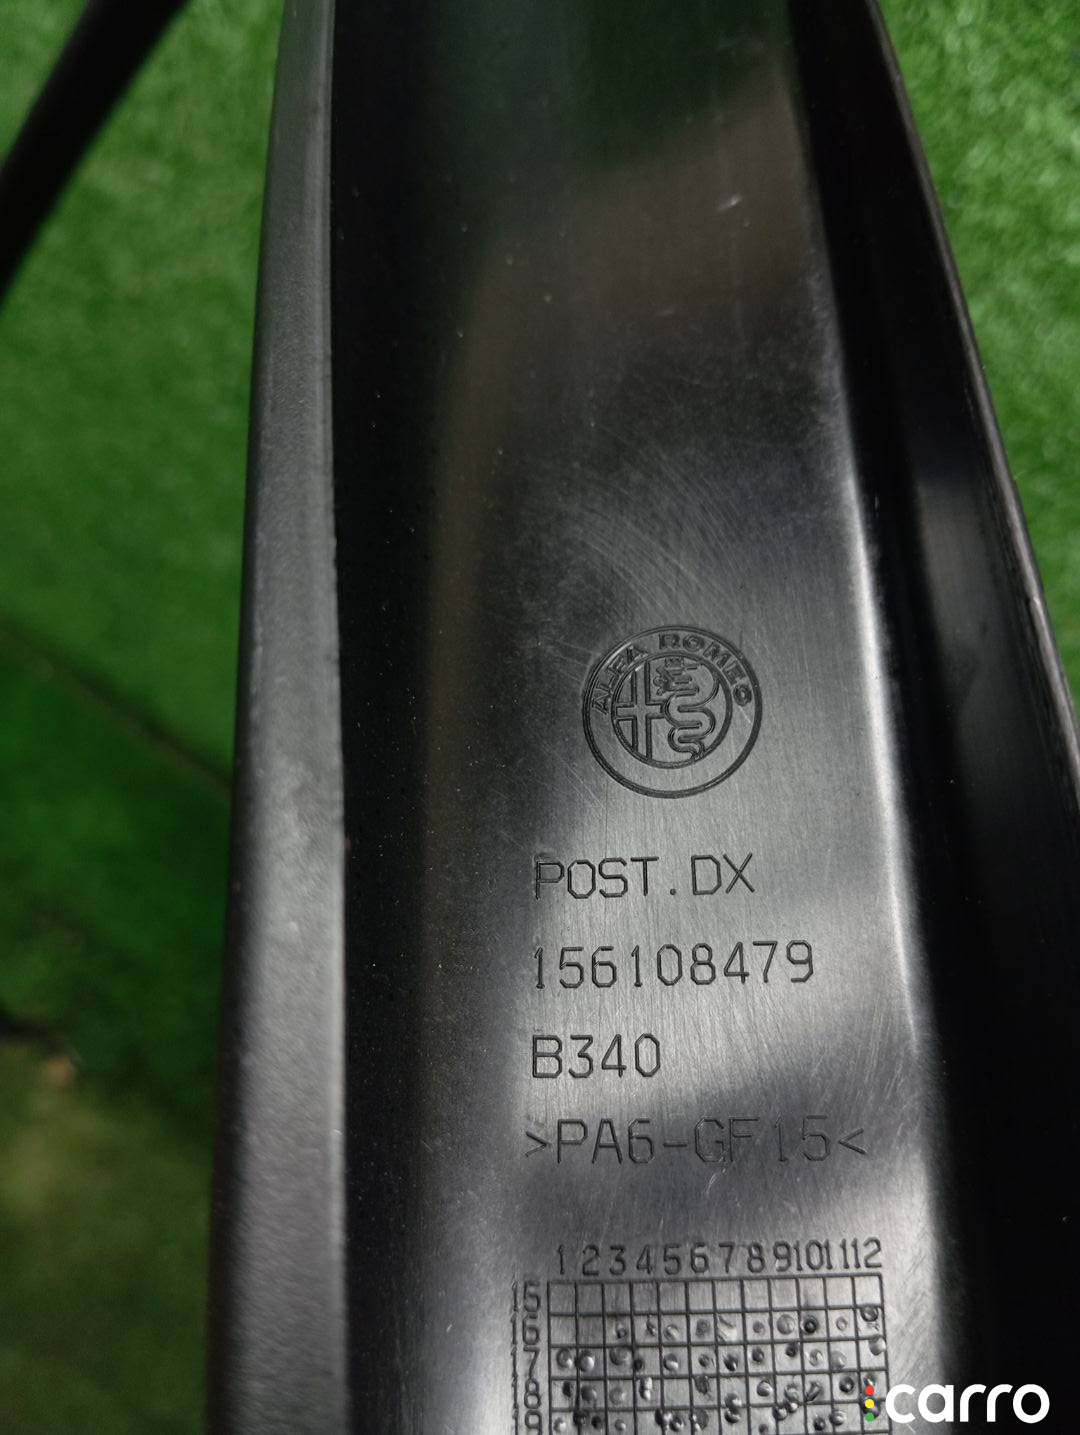 ALFA ROMEO
POST.DX
156108479
B340
>PA6-GF15<
1 2 3 4 5 6 7 8 9 10 11 12
15
16
17
18
carro